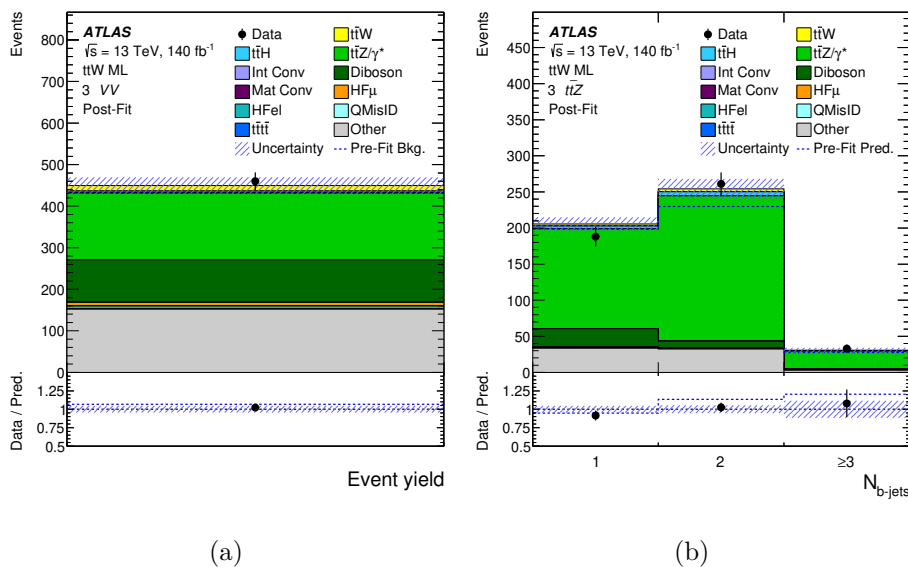 Events
800
700
600
500
400
300
200
100
0
ATLAS
√s = 13 TeV, 140 fb⁻¹
ttW ML
3 VV
Post-Fit
Data
tt̄W
tt̄H
tt̄Z/γ*
Int Conv
Diboson
Mat Conv
HFμ
HFel
QMisID
tt̄tt̄
Other
Uncertainty
Pre-Fit Bkg.
Data / Pred.
1.25
1
0.75
0.5
Event yield
(a)
Events
450
400
350
300
250
200
150
100
50
0
ATLAS
√s = 13 TeV, 140 fb⁻¹
ttW ML
3 tt̄Z
Post-Fit
Data
tt̄W
tt̄H
tt̄Z/γ*
Int Conv
Diboson
Mat Conv
HFμ
HFel
QMisID
tt̄tt̄
Other
Uncertainty
Pre-Fit Pred.
Data / Pred.
1.25
1
0.75
0.5
1 2 ≥3
N_b-jets
(b)